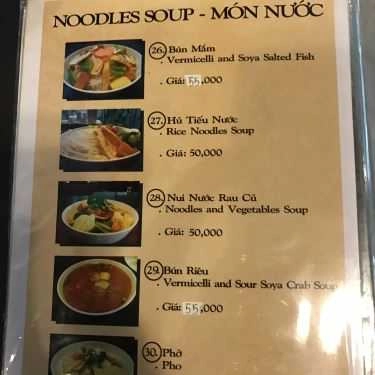 NOODLES SOUP - MÓN NƯỚC
26. Bún Mắm
. Vermicelli and Soya Salted Fish
. Giá: 55,000
27. Hủ Tiếu Nước
. Rice Noodles Soup
. Giá: 50,000
28. Nui Nước Rau Củ
. Noodles and Vegetables Soup
. Giá: 50,000
29. Bún Riêu
. Vermicelli and Sour Soya Crab Soup
. Giá: 55,000
30. Phở
. Pho